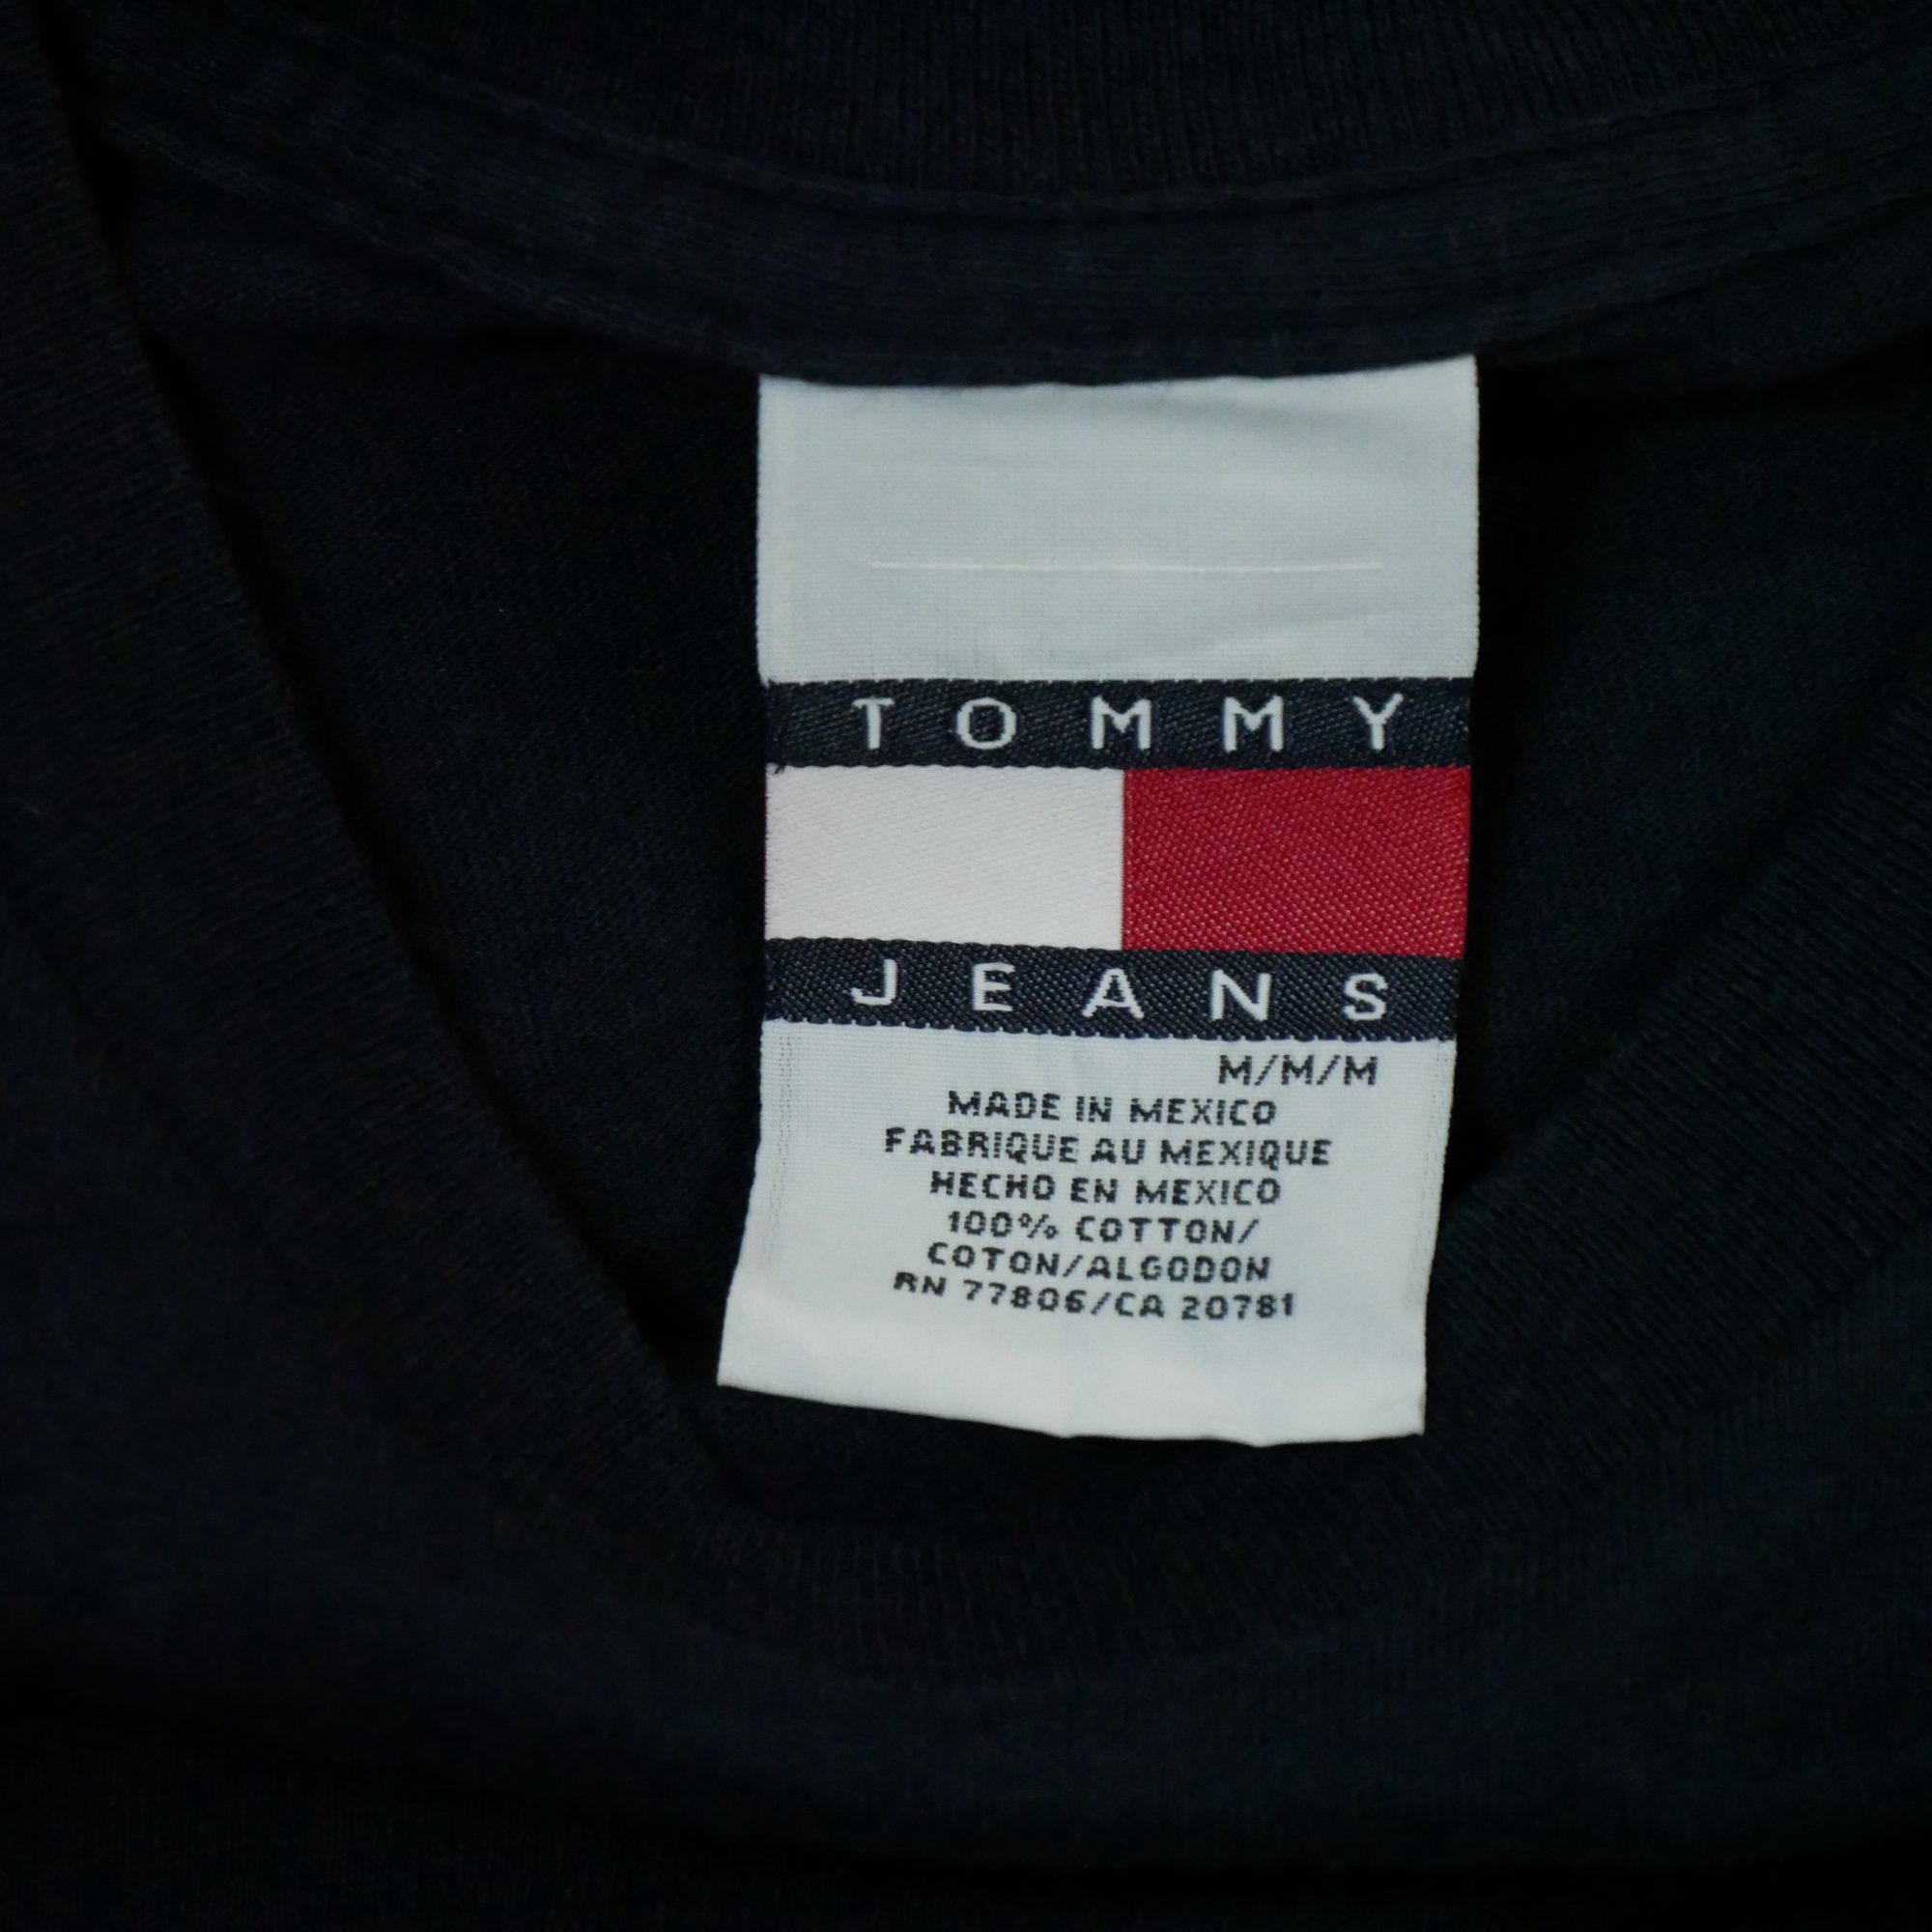 TOMMY
JEANS
M/M/M
MADE IN MEXICO
FABRIQUE AU MEXIQUE
HECHO EN MEXICO
100% COTTON/
COTON/ALGODON
RN 77806/CA 20781